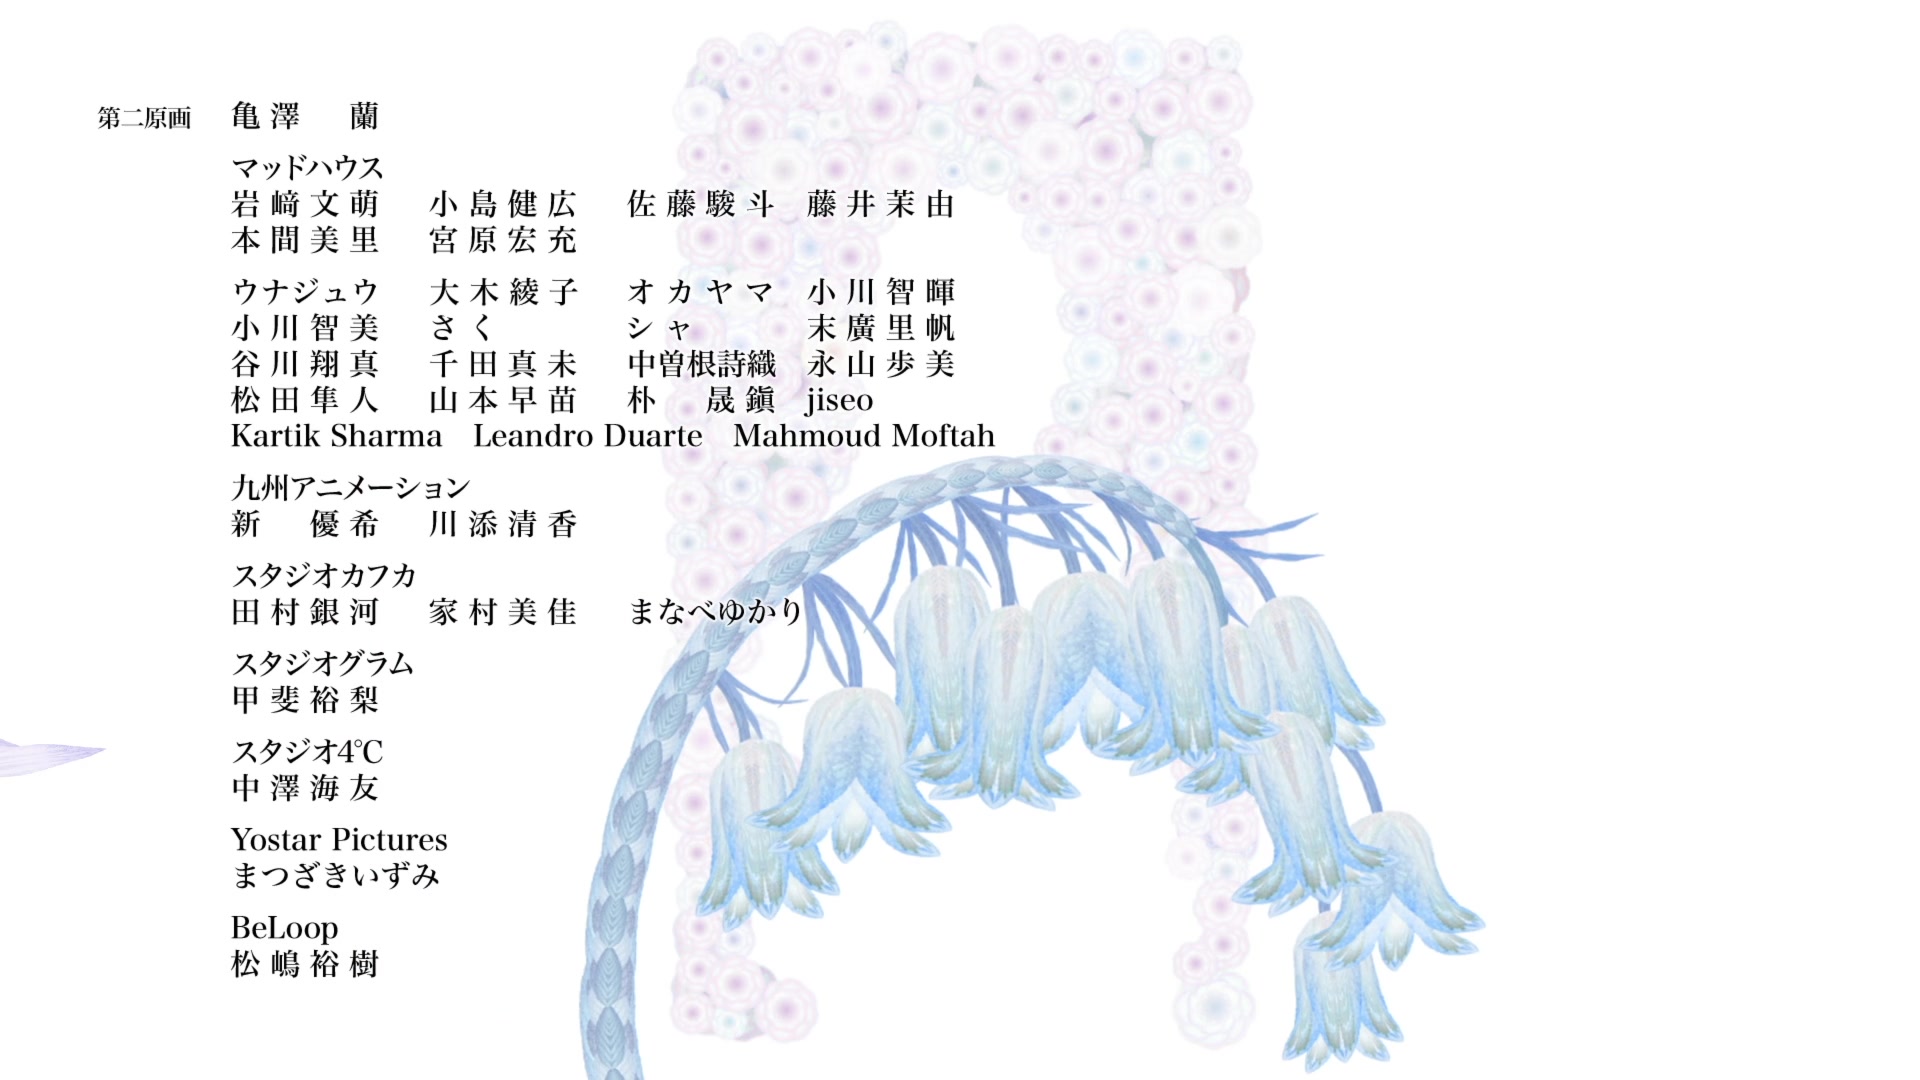 第二原画 亀澤 蘭
マッドハウス
岩﨑文萌 小島健広 佐藤駿斗 藤井茉由
本間美里 宮原宏充
ウナジュウ 大木綾子 オカヤマ 小川智暉
小川智美 さく シャ 末廣里帆
谷川翔真 千田真未 中曽根詩織 永山歩美
松田隼人 山本早苗 朴 晟鎭 jiseo
Kartik Sharma Leandro Duarte Mahmoud Moftah
九州アニメーション
新 優希 川添清香
スタジオカフカ
田村銀河 家村美佳 まなべゆかり
スタジオグラム
甲斐裕梨
スタジオ4℃
中澤海友
Yostar Pictures
まつざきいずみ
BeLoop
松嶋裕樹